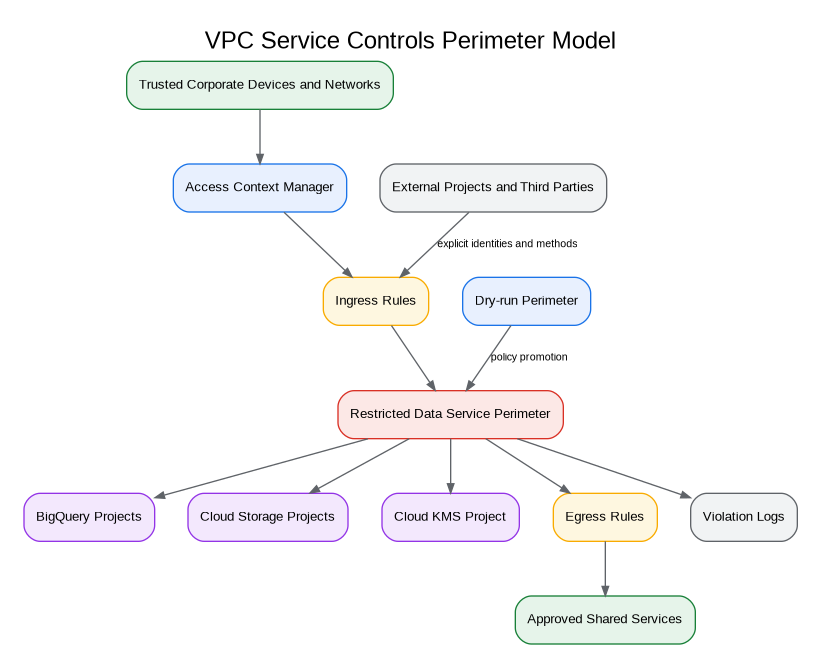 VPC Service Controls Perimeter Model
Trusted Corporate Devices and Networks
Access Context Manager
External Projects and Third Parties
explicit identities and methods
Ingress Rules
Dry-run Perimeter
policy promotion
Restricted Data Service Perimeter
BigQuery Projects
Cloud Storage Projects
Cloud KMS Project
Egress Rules
Violation Logs
Approved Shared Services